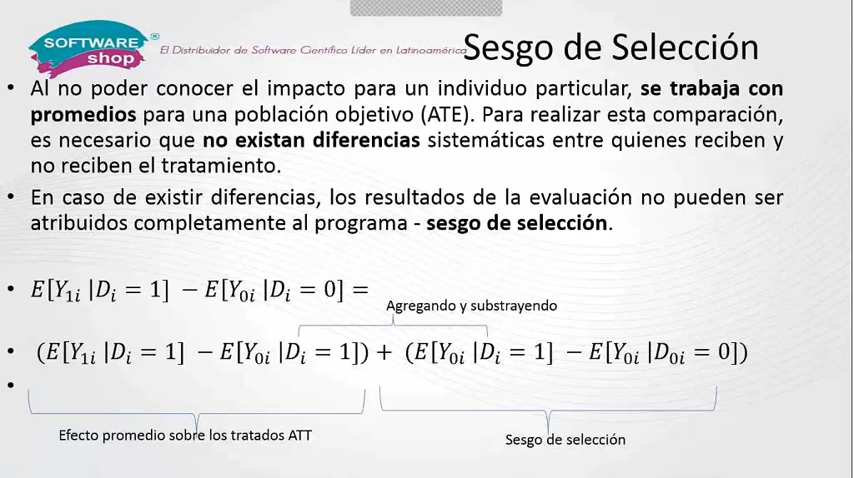 SOFTWARE
shop
®
El Distribuidor de Software Científico Líder en Latinoamérica
Sesgo de Selección
• Al no poder conocer el impacto para un individuo particular, se trabaja con
promedios para una población objetivo (ATE). Para realizar esta comparación,
es necesario que no existan diferencias sistemáticas entre quienes reciben y
no reciben el tratamiento.
• En caso de existir diferencias, los resultados de la evaluación no pueden ser
atribuidos completamente al programa - sesgo de selección.
• E[Y₁ᵢ |Dᵢ = 1] − E[Y₀ᵢ |Dᵢ = 0] =
Agregando y substrayendo
• (E[Y₁ᵢ |Dᵢ = 1] − E[Y₀ᵢ |Dᵢ = 1]) + (E[Y₀ᵢ |Dᵢ = 1] − E[Y₀ᵢ |D₀ᵢ = 0])
•
Efecto promedio sobre los tratados ATT
Sesgo de selección